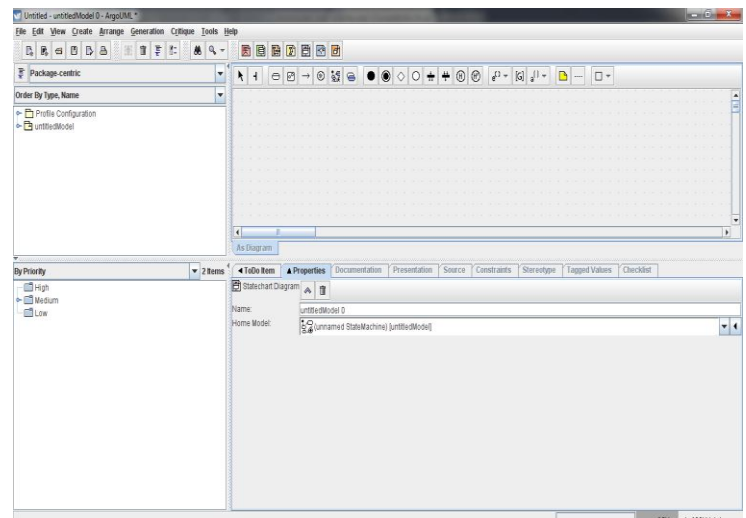 Untitled - untitledModel 0 - ArgoUML *
File Edit View Create Arrange Generation Critique Tools Help
Package-centric
Order By Type, Name
Profile Configuration
untitledModel
As Diagram
By Priority
2 Items
High
Medium
Low
ToDo Item Properties Documentation Presentation Source Constraints Stereotype Tagged Values Checklist
Statechart Diagram
Name:
untitledModel 0
Home Model:
(unnamed StateMachine) [untitledModel]